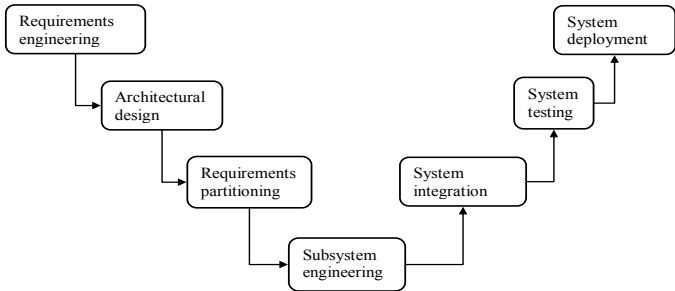 Requirements
engineering
Architectural
design
Requirements
partitioning
Subsystem
engineering
System
integration
System
testing
System
deployment